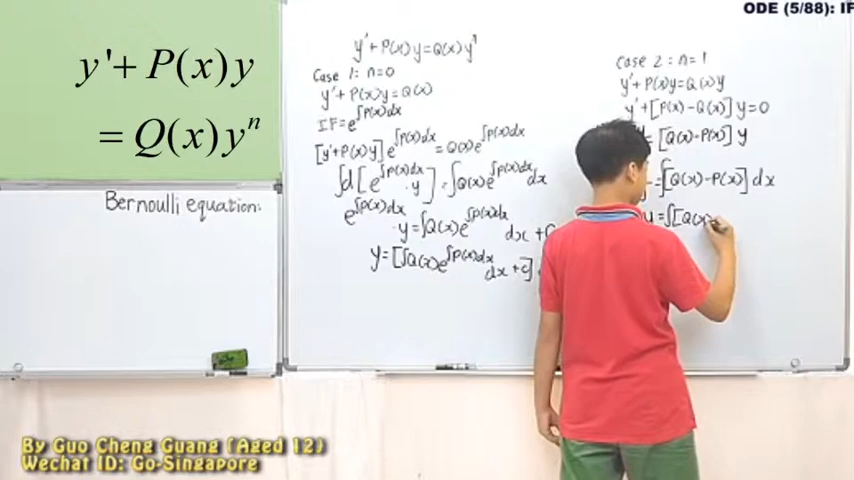 ODE (5/88): IF
y'+ P(x)y
= Q(x)yⁿ
Bernoulli equation:
y'+P(x)y=Q(x)yⁿ
Case 1: n=0
y'+P(x)y=Q(x)
IF=e^∫P(x)dx
[y'+P(x)y]e^∫P(x)dx = Q(x)e^∫P(x)dx
∫d[e^∫P(x)dx ·y]=∫Q(x)e^∫P(x)dx dx
e^∫P(x)dx ·y=∫Q(x)e^∫P(x)dx dx +C
y=[∫Q(x)e^∫P(x)dx dx +C]
Case 2: n=1
y'+P(x)y=Q(x)y
y'+[P(x)-Q(x)]y=0
= [Q(x)-P(x)]y
=∫[Q(x)-P(x)]dx
=∫[Q(x)
By Guo Cheng Guang (Aged 12)
Wechat ID: Go-Singapore